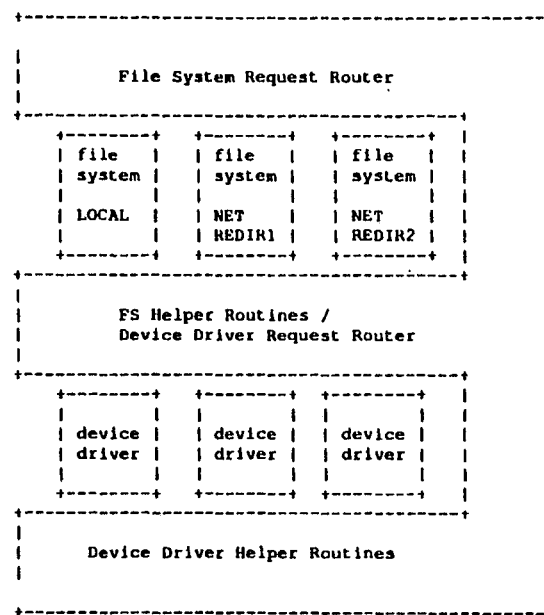 File System Request Router
file file file
system system system
LOCAL NET NET
REDIR1 REDIR2
FS Helper Routines /
Device Driver Request Router
device device device
driver driver driver
Device Driver Helper Routines